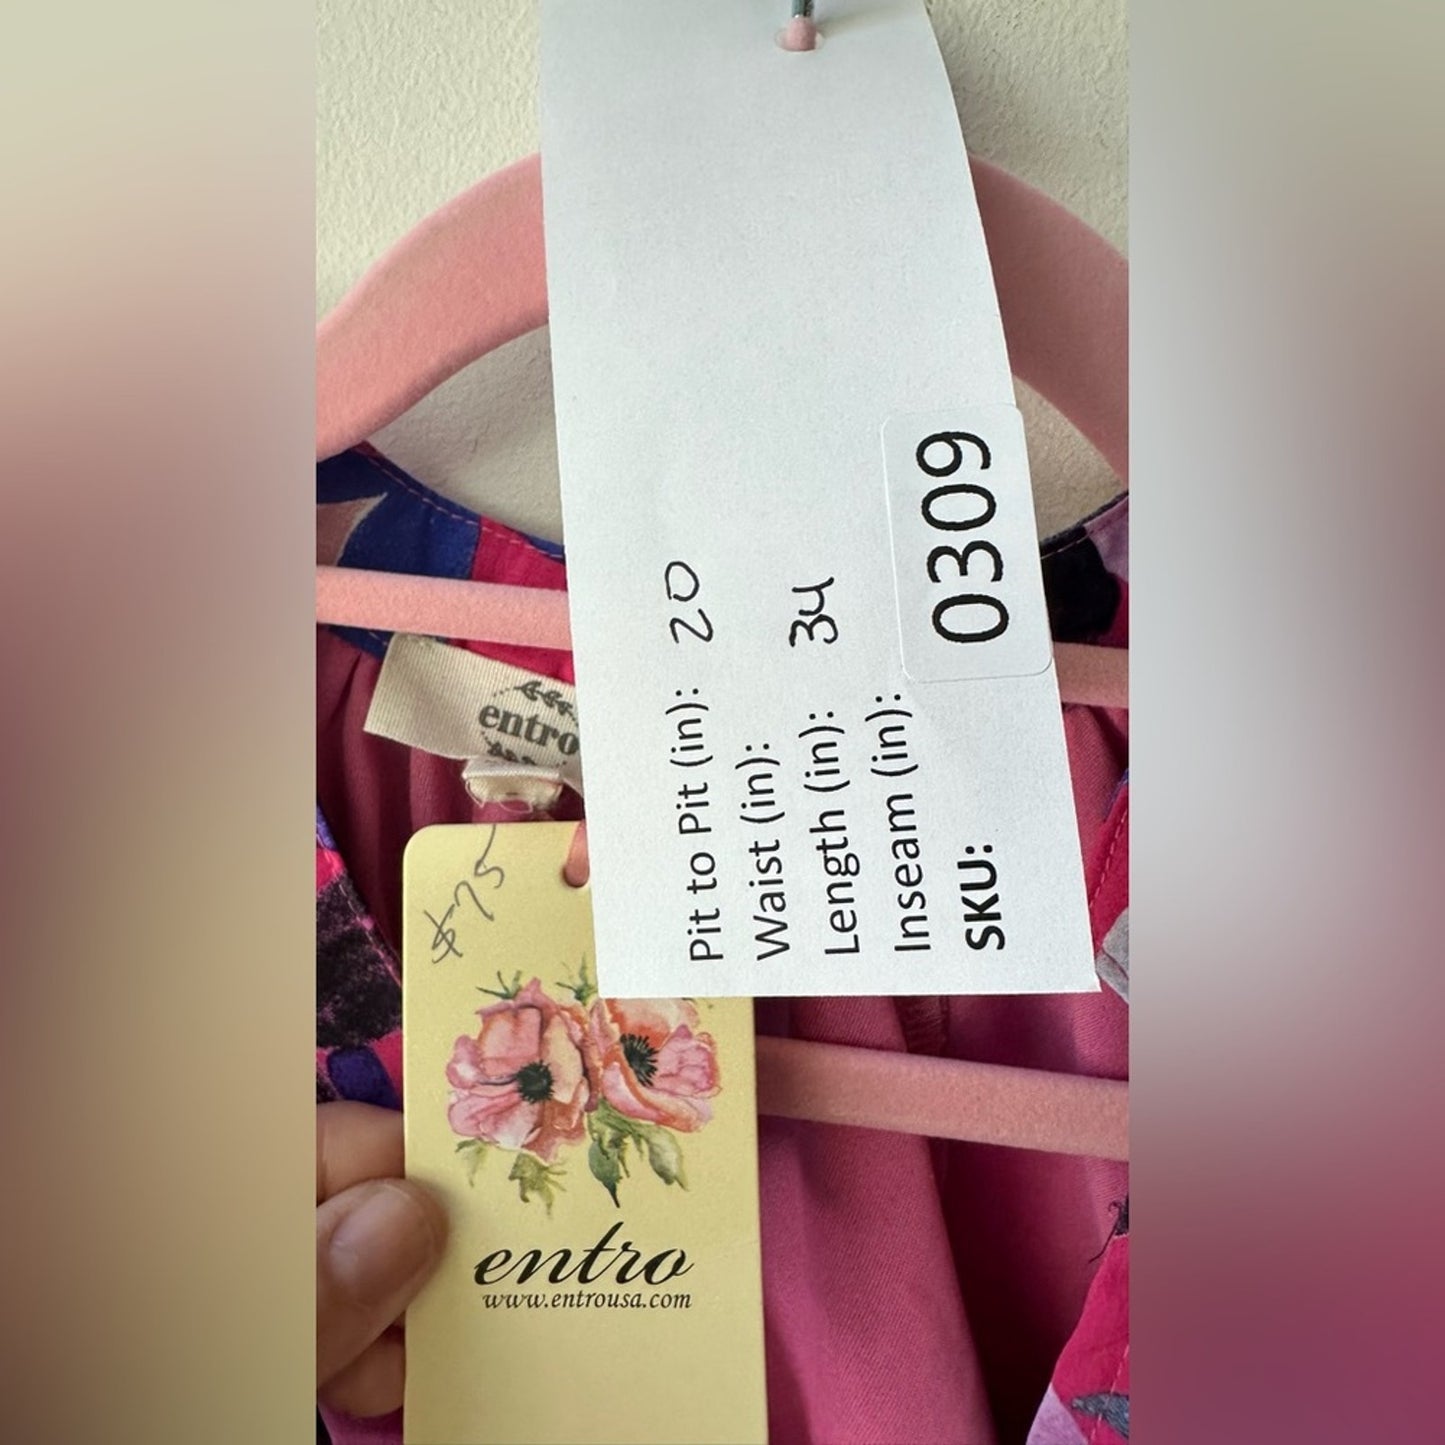 Pit to Pit (in): 20
Waist (in):
Length (in): 34
Inseam (in):
SKU: 0309
entro
$75
entro
www.entrousa.com